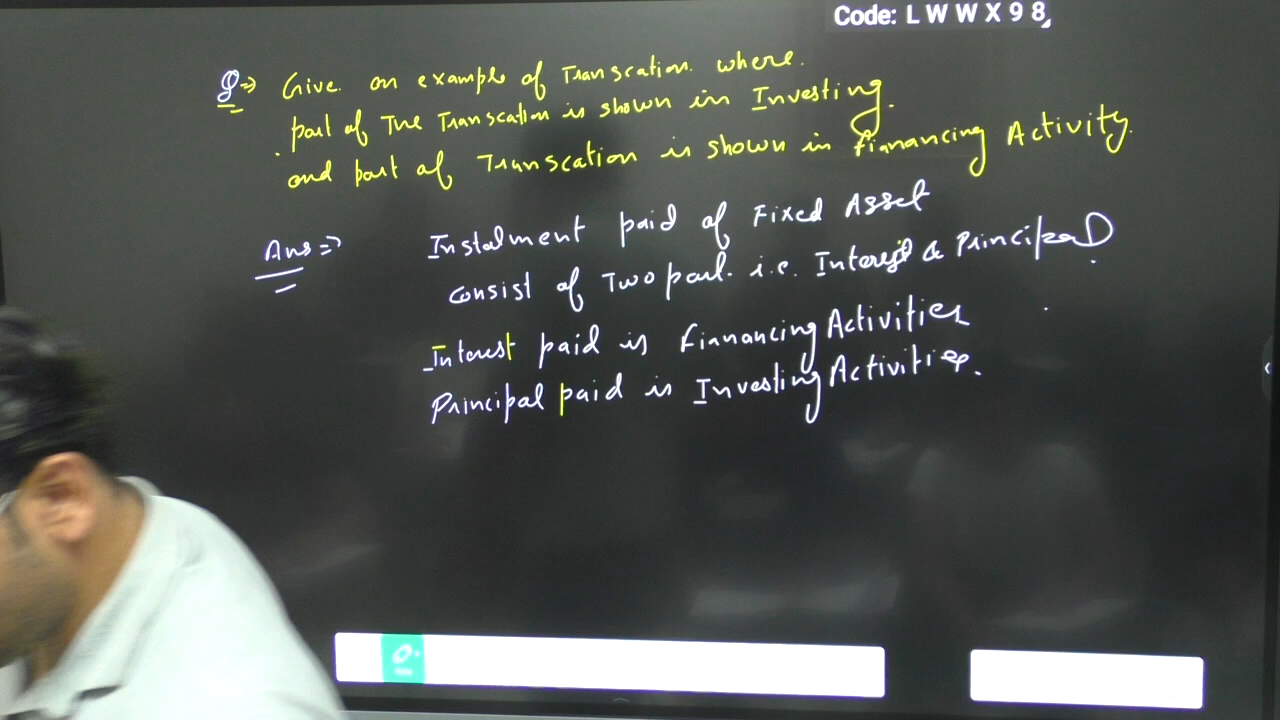 Code: L W W X 9 8
Q⇒ Give an example of Transcation where.
part of The Transcation is shown in Investing.
and part of Transcation is shown in fianancing Activity.
Ans ⇒ Instalment paid of Fixed Asset
consist of Two part. i.e. Interest & Principal
Interest paid is fianancing Activities
Principal paid is Investing Activities.